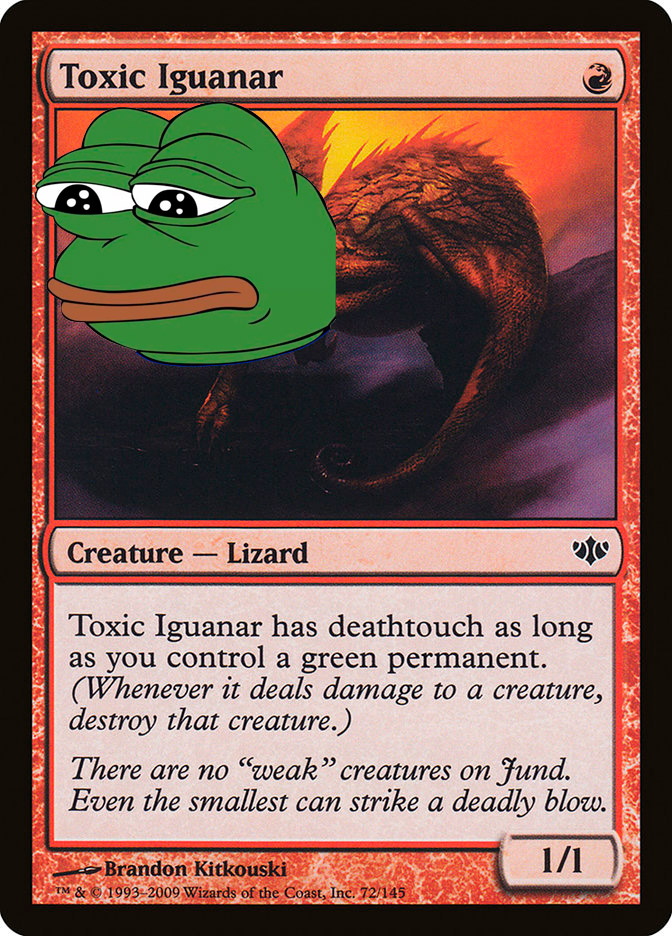 Toxic Iguanar
Creature — Lizard
Toxic Iguanar has deathtouch as long
as you control a green permanent.
(Whenever it deals damage to a creature,
destroy that creature.)
There are no “weak” creatures on Jund.
Even the smallest can strike a deadly blow.
1/1
Brandon Kitkouski
™ & © 1993–2009 Wizards of the Coast, Inc. 72/145